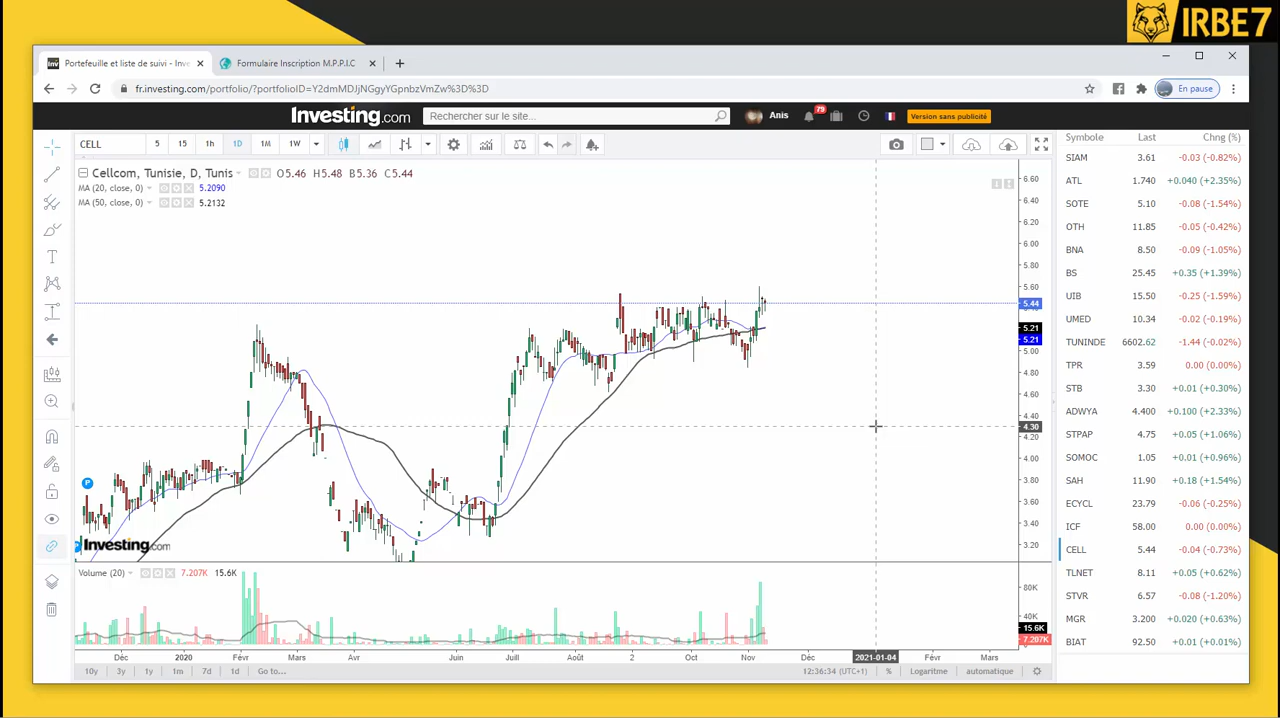 IRBE7
Portefeuille et liste de suivi - Inve
Formulaire Inscription M.P.P.I.C
fr.investing.com/portfolio/?portfolioID=Y2dmMDJjNGgyYGpnbzVmZw%3D%3D
En pause
Investing.com
Rechercher sur le site...
Anis
79
Version sans publicité
CELL
5 15 1h 1D 1M 1W
Cellcom, Tunisie, D, Tunis O5.46 H5.48 B5.36 C5.44
MA (20, close, 0) 5.2090
MA (50, close, 0) 5.2132
6.60
6.40
6.20
6.00
5.80
5.60
5.44
5.21
5.21
5.00
4.80
4.60
4.40
4.30
4.20
4.00
3.80
3.60
3.40
3.20
P
Investing.com
Volume (20) 7.207K 15.6K
80K
40K
15.6K
7.207K
Déc 2020 Févr Mars Avr Juin Juill Août 2 Oct Nov Déc 2021-01-04 Févr Mars
10y 3y 1y 1m 7d 1d Go to... 12:36:34 (UTC+1) % Logarithme automatique
Symbole Last Chng (%)
SIAM 3.61 -0.03 (-0.82%)
ATL 1.740 +0.040 (+2.35%)
SOTE 5.10 -0.08 (-1.54%)
OTH 11.85 -0.05 (-0.42%)
BNA 8.50 -0.09 (-1.05%)
BS 25.45 +0.35 (+1.39%)
UIB 15.50 -0.25 (-1.59%)
UMED 10.34 -0.02 (-0.19%)
TUNINDE 6602.62 -1.44 (-0.02%)
TPR 3.59 0.00 (0.00%)
STB 3.30 +0.01 (+0.30%)
ADWYA 4.400 +0.100 (+2.33%)
STPAP 4.75 +0.05 (+1.06%)
SOMOC 1.05 +0.01 (+0.96%)
SAH 11.90 +0.18 (+1.54%)
ECYCL 23.79 -0.06 (-0.25%)
ICF 58.00 0.00 (0.00%)
CELL 5.44 -0.04 (-0.73%)
TLNET 8.11 +0.05 (+0.62%)
STVR 6.57 -0.08 (-1.20%)
MGR 3.200 +0.020 (+0.63%)
BIAT 92.50 +0.01 (+0.01%)